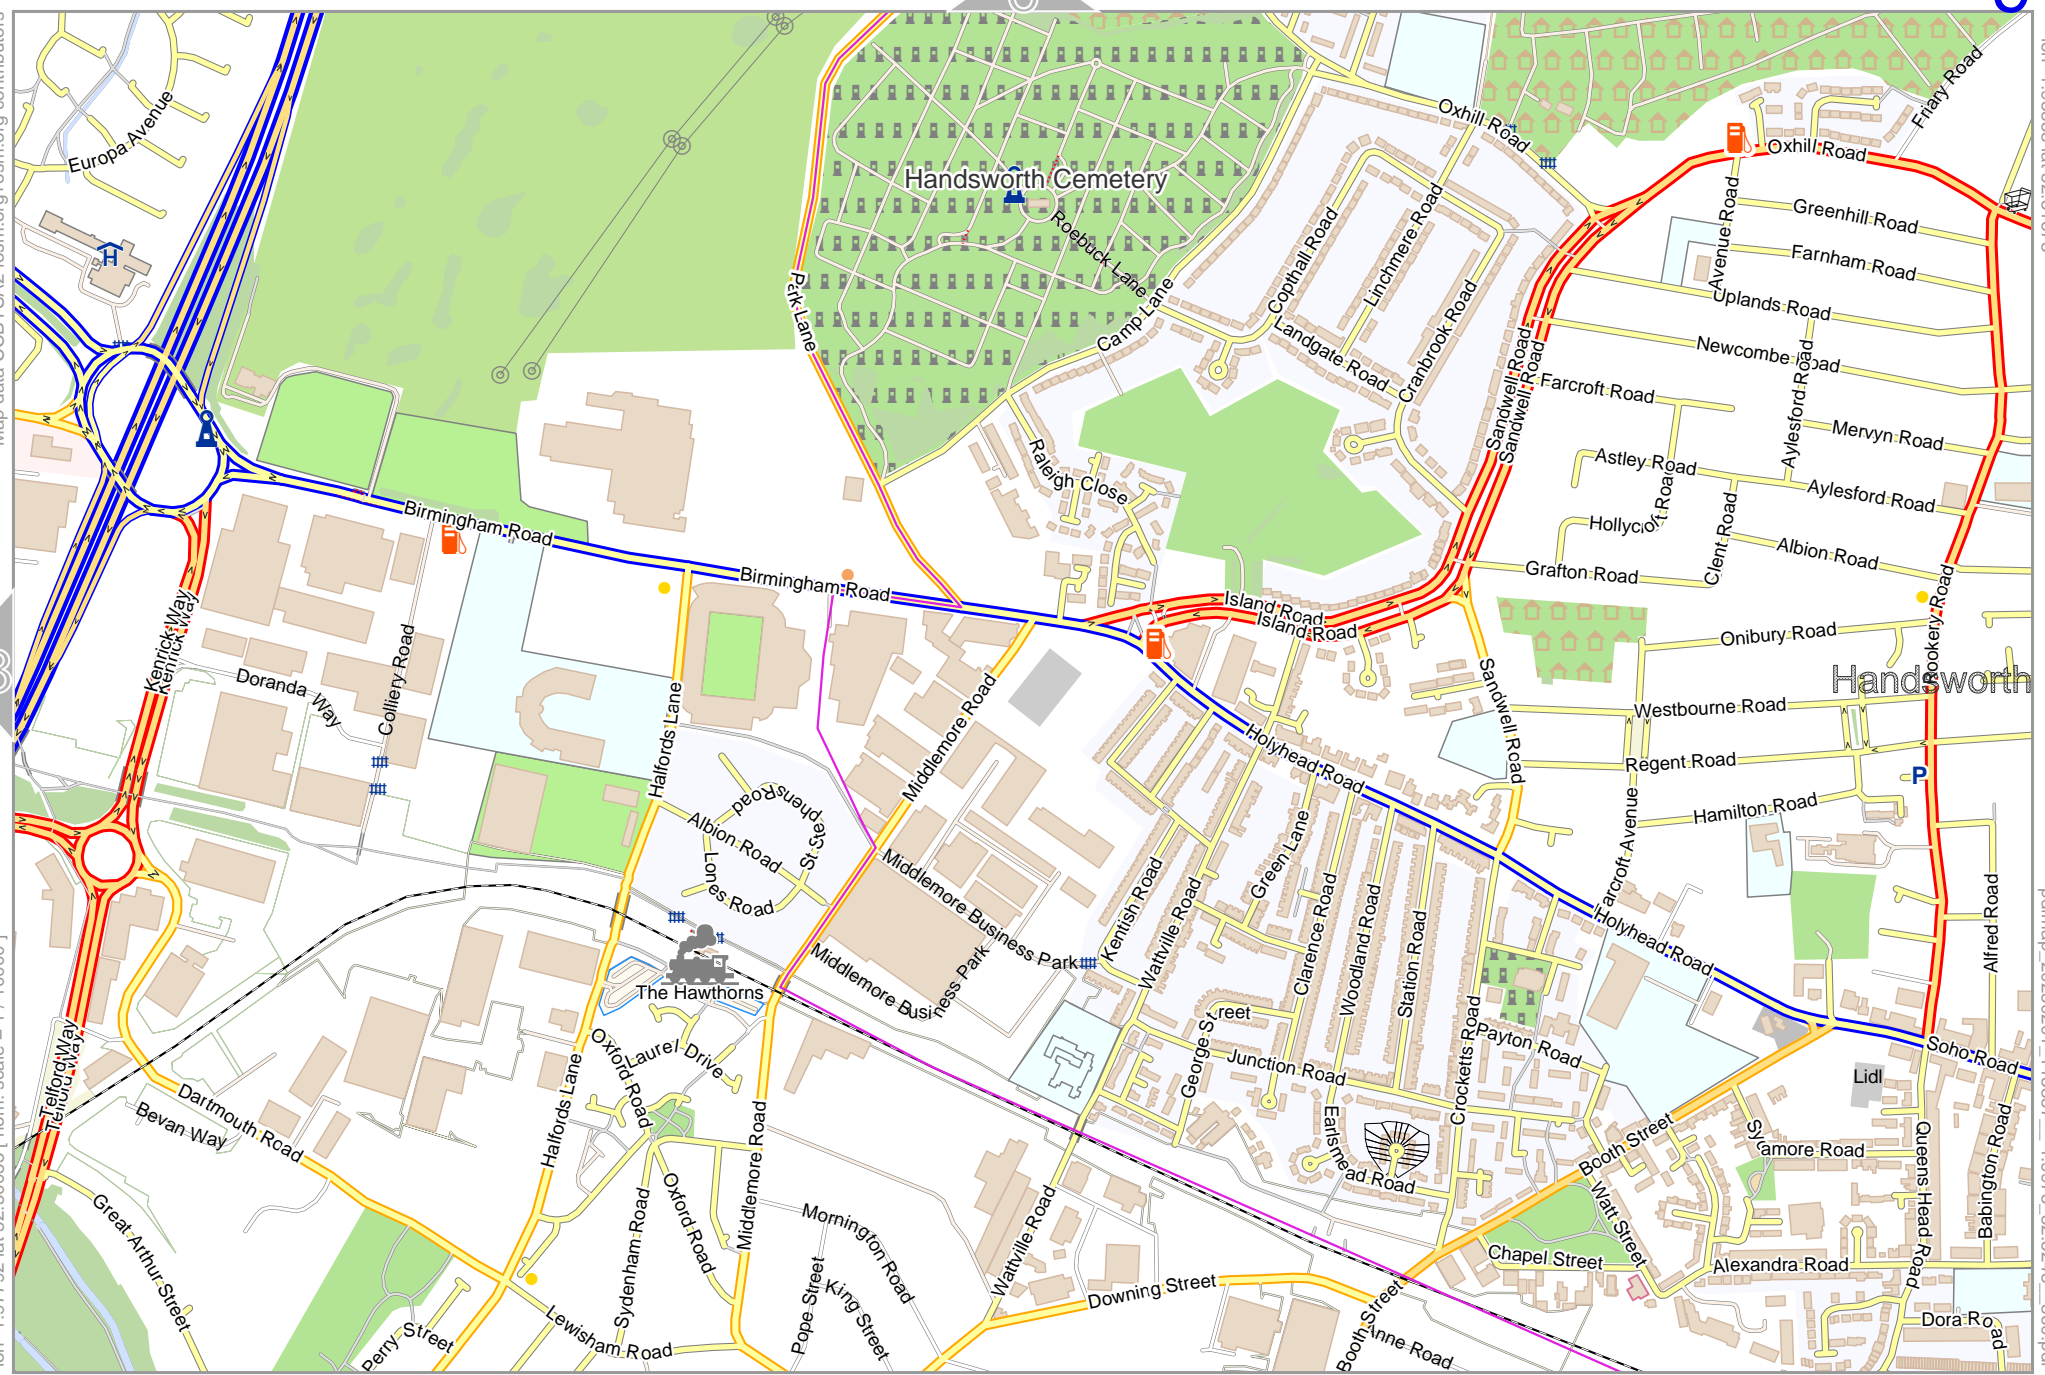 Europa Avenue
H
Handsworth Cemetery
Roebuck Lane
Camp Lane
Park Lane
Oxhill Road
Oxhill Road
Friary Road
Avenue Road
Greenhill Road
Farnham Road
Uplands Road
Newcombe Road
Copthall Road
Linchmere Road
Cranbrook Road
Landgate Road
Farcroft Road
Aylesford Road
Mervyn Road
Sandwell Road
Sandwell Road
Astley Road
Aylesford Road
Hollycroft Road
Clent Road
Albion Road
Grafton Road
Raleigh Close
Birmingham Road
Birmingham Road
Island Road
Island Road
Onibury Road
Rookery Road
Handsworth
Westbourne Road
Regent Road
P
Hamilton Road
Farcroft Avenue
Sandwell Road
Kenrick Way
Kenrick Way
Doranda Way
Colliery Road
Halfords Lane
Middlemore Road
Holyhead Road
St Stephens Road
Albion Road
Lones Road
Middlemore Business Park
Middlemore Business Park
Kentish Road
Wattville Road
Green Lane
Clarence Road
Woodland Road
Station Road
Crocketts Road
Holyhead Road
Alfred Road
The Hawthorns
Oxford Road
Laurel Drive
George Street
Junction Road
Payton Road
Soho Road
Lidl
Telford Way
Telford Way
Dartmouth Road
Bevan Way
Halfords Lane
Middlemore Road
Earlsmead Road
Booth Street
Sycamore Road
Queens Head Road
Babington Road
Great Arthur Street
Sydenham Road
Oxford Road
Mornington Road
Pope Street
King Street
Wattville Road
Watt Street
Chapel Street
Alexandra Road
Downing Street
Lewisham Road
Perry Street
Booth Street
Anne Road
Dora Road